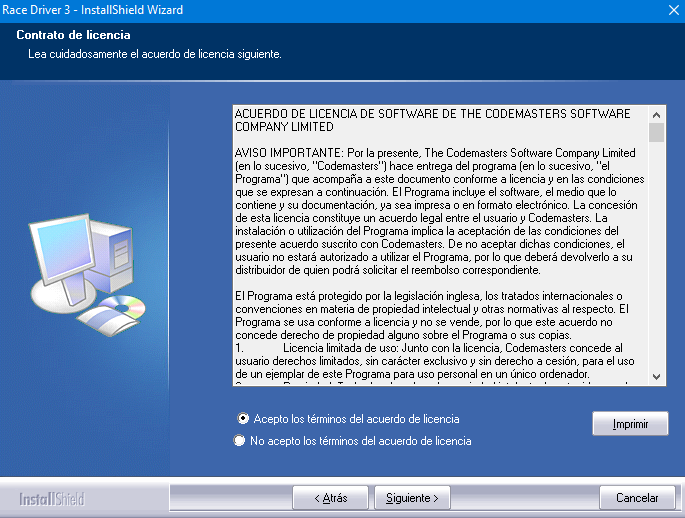 Race Driver 3 - InstallShield Wizard
Contrato de licencia
Lea cuidadosamente el acuerdo de licencia siguiente.
ACUERDO DE LICENCIA DE SOFTWARE DE THE CODEMASTERS SOFTWARE
COMPANY LIMITED
AVISO IMPORTANTE: Por la presente, The Codemasters Software Company Limited
(en lo sucesivo, "Codemasters") hace entrega del programa (en lo sucesivo, "el
Programa") que acompaña a este documento conforme a licencia y en las condiciones
que se expresan a continuación. El Programa incluye el software, el medio que lo
contiene y su documentación, ya sea impresa o en formato electrónico. La concesión
de esta licencia constituye un acuerdo legal entre el usuario y Codemasters. La
instalación o utilización del Programa implica la aceptación de las condiciones del
presente acuerdo suscrito con Codemasters. De no aceptar dichas condiciones, el
usuario no estará autorizado a utilizar el Programa, por lo que deberá devolverlo a su
distribuidor de quien podrá solicitar el reembolso correspondiente.
El Programa está protegido por la legislación inglesa, los tratados internacionales o
convenciones en materia de propiedad intelectual y otras normativas al respecto. El
Programa se usa conforme a licencia y no se vende, por lo que este acuerdo no
concede derecho de propiedad alguno sobre el Programa o sus copias.
1. Licencia limitada de uso: Junto con la licencia, Codemasters concede al
usuario derechos limitados, sin carácter exclusivo y sin derecho a cesión, para el uso
de un ejemplar de este Programa para uso personal en un único ordenador.
Acepto los términos del acuerdo de licencia
No acepto los términos del acuerdo de licencia
Imprimir
InstallShield
< Atrás
Siguiente >
Cancelar